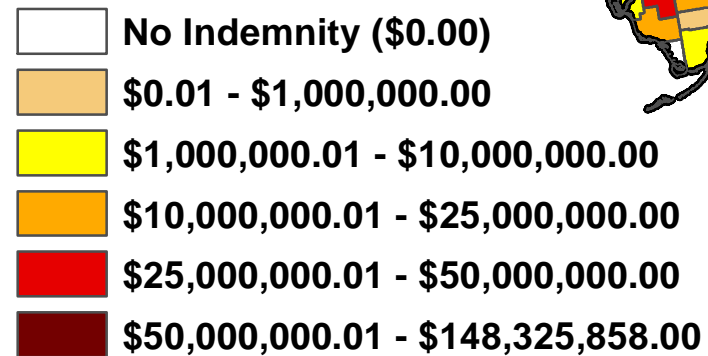 No Indemnity ($0.00)
$0.01 - $1,000,000.00
$1,000,000.01 - $10,000,000.00
$10,000,000.01 - $25,000,000.00
$25,000,000.01 - $50,000,000.00
$50,000,000.01 - $148,325,858.00